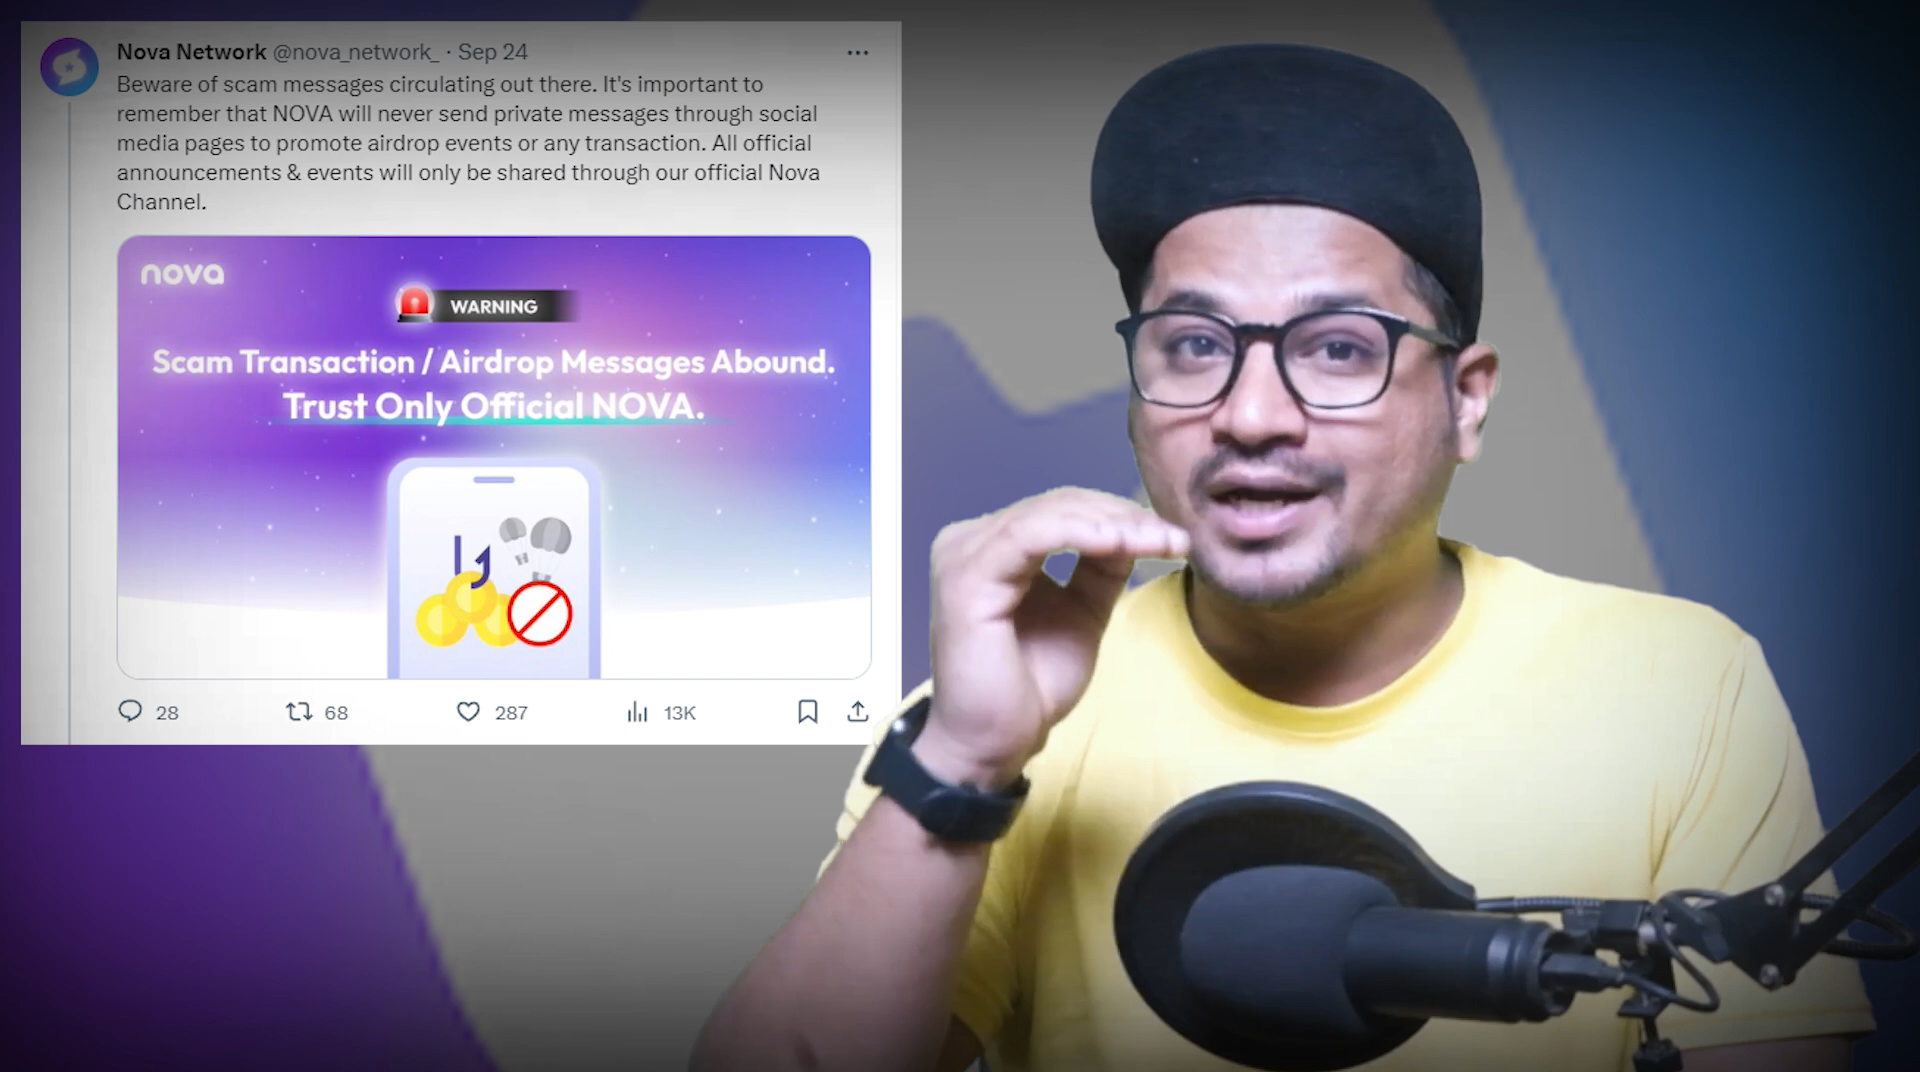 Nova Network @nova_network_ · Sep 24
Beware of scam messages circulating out there. It's important to
remember that NOVA will never send private messages through social
media pages to promote airdrop events or any transaction. All official
announcements & events will only be shared through our official Nova
Channel.
nova
WARNING
Scam Transaction / Airdrop Messages Abound.
Trust Only Official NOVA.
28 68 287 13K